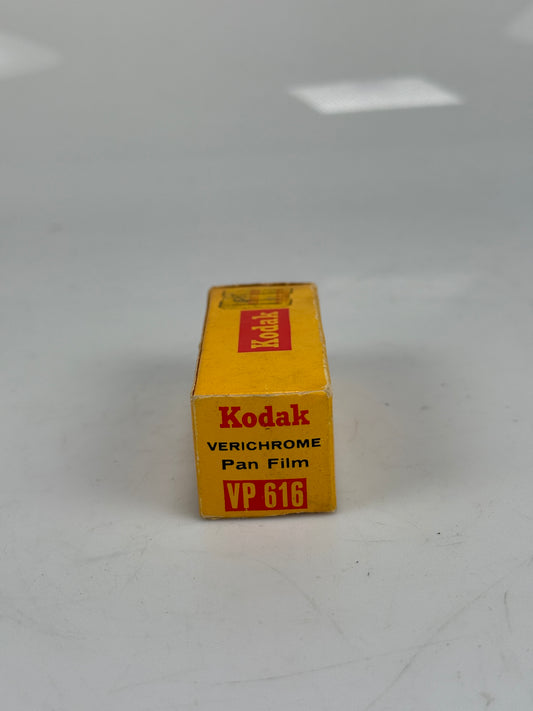 Kodak
Kodak
VERICHROME
Pan Film
VP 616